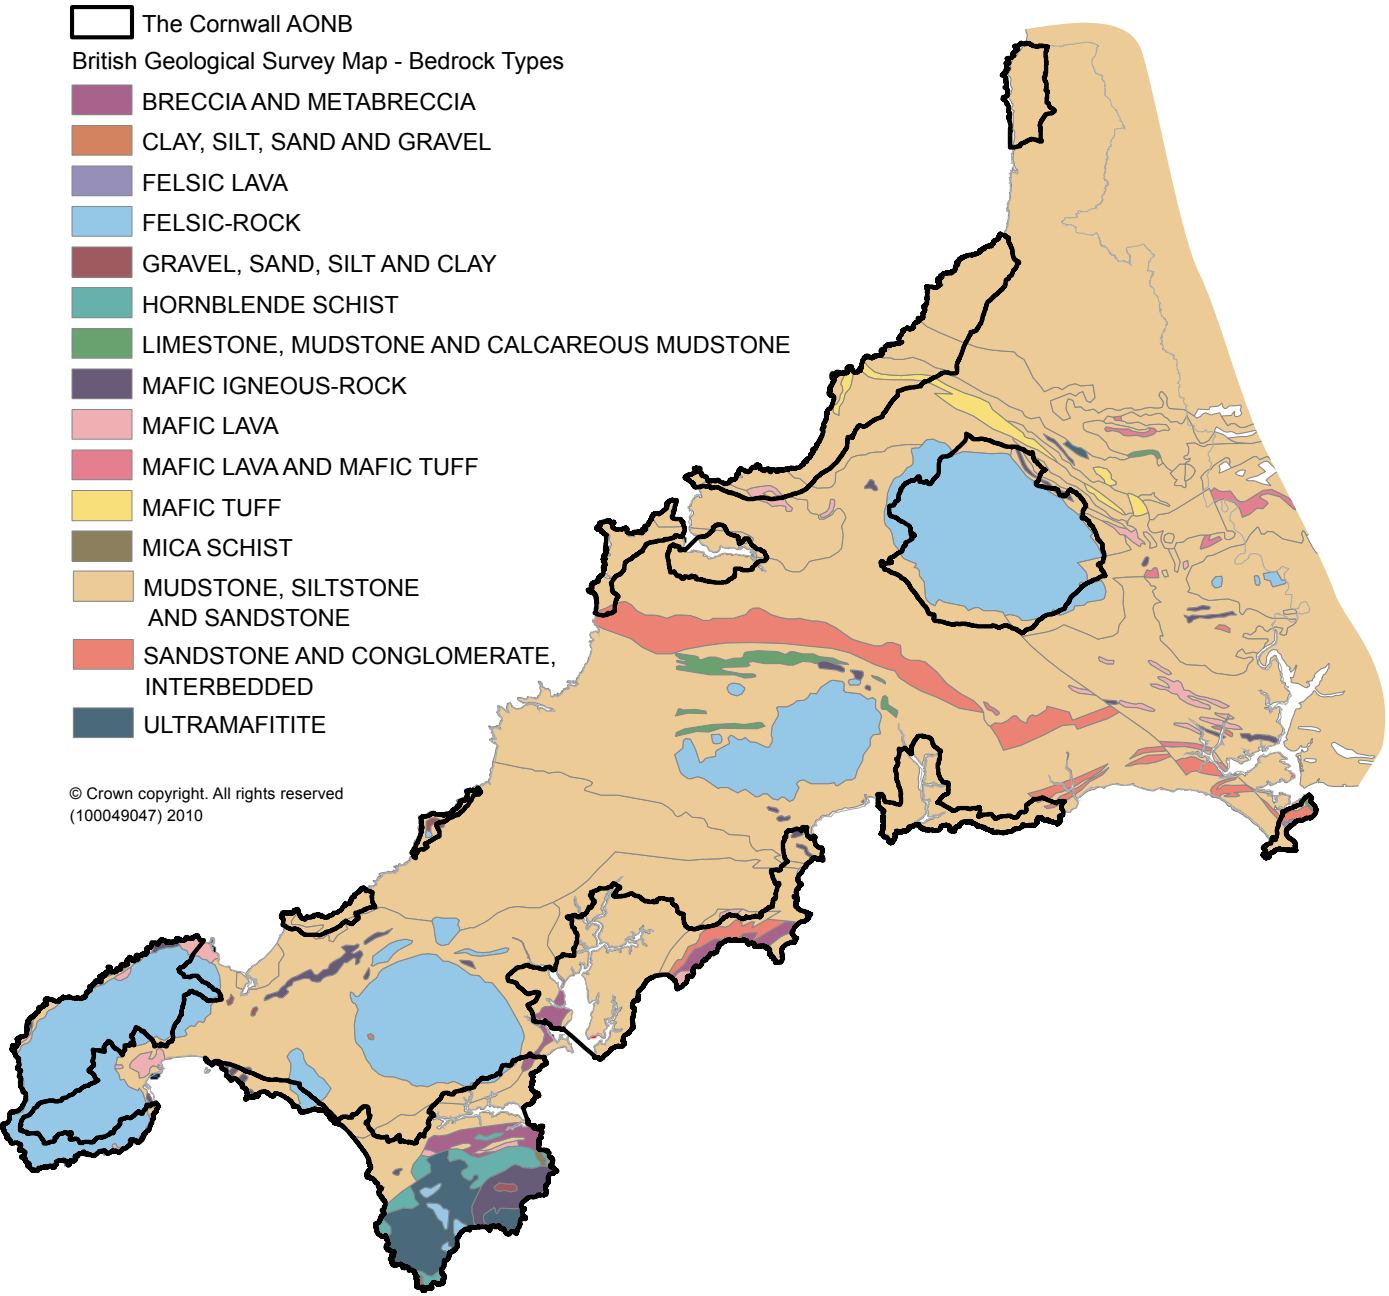 The Cornwall AONB
British Geological Survey Map - Bedrock Types
BRECCIA AND METABRECCIA
CLAY, SILT, SAND AND GRAVEL
FELSIC LAVA
FELSIC-ROCK
GRAVEL, SAND, SILT AND CLAY
HORNBLENDE SCHIST
LIMESTONE, MUDSTONE AND CALCAREOUS MUDSTONE
MAFIC IGNEOUS-ROCK
MAFIC LAVA
MAFIC LAVA AND MAFIC TUFF
MAFIC TUFF
MICA SCHIST
MUDSTONE, SILTSTONE
AND SANDSTONE
SANDSTONE AND CONGLOMERATE,
INTERBEDDED
ULTRAMAFITITE
© Crown copyright. All rights reserved
(100049047) 2010